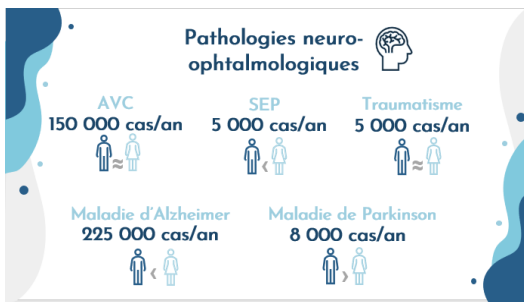 Pathologies neuro-
ophtalmologiques
AVC
150 000 cas/an
≈
SEP
5 000 cas/an
<
Traumatisme
5 000 cas/an
≈
Maladie d'Alzheimer
225 000 cas/an
<
Maladie de Parkinson
8 000 cas/an
>